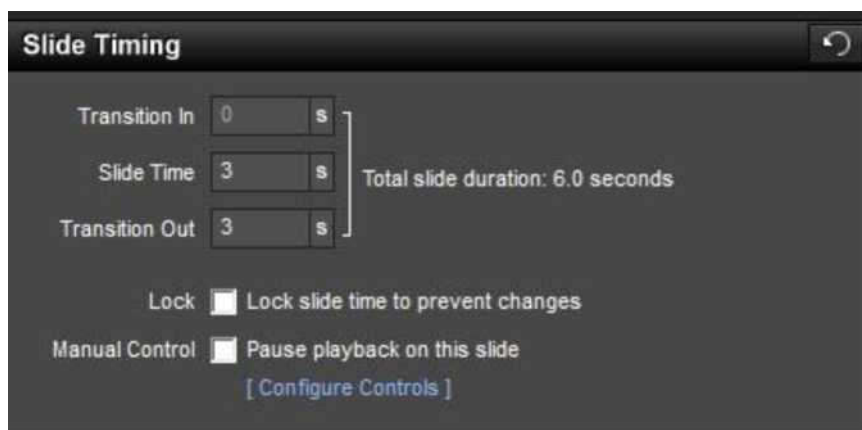 Slide Timing
Transition In 0 s
Slide Time 3 s Total slide duration: 6.0 seconds
Transition Out 3 s
Lock Lock slide time to prevent changes
Manual Control Pause playback on this slide
[ Configure Controls ]